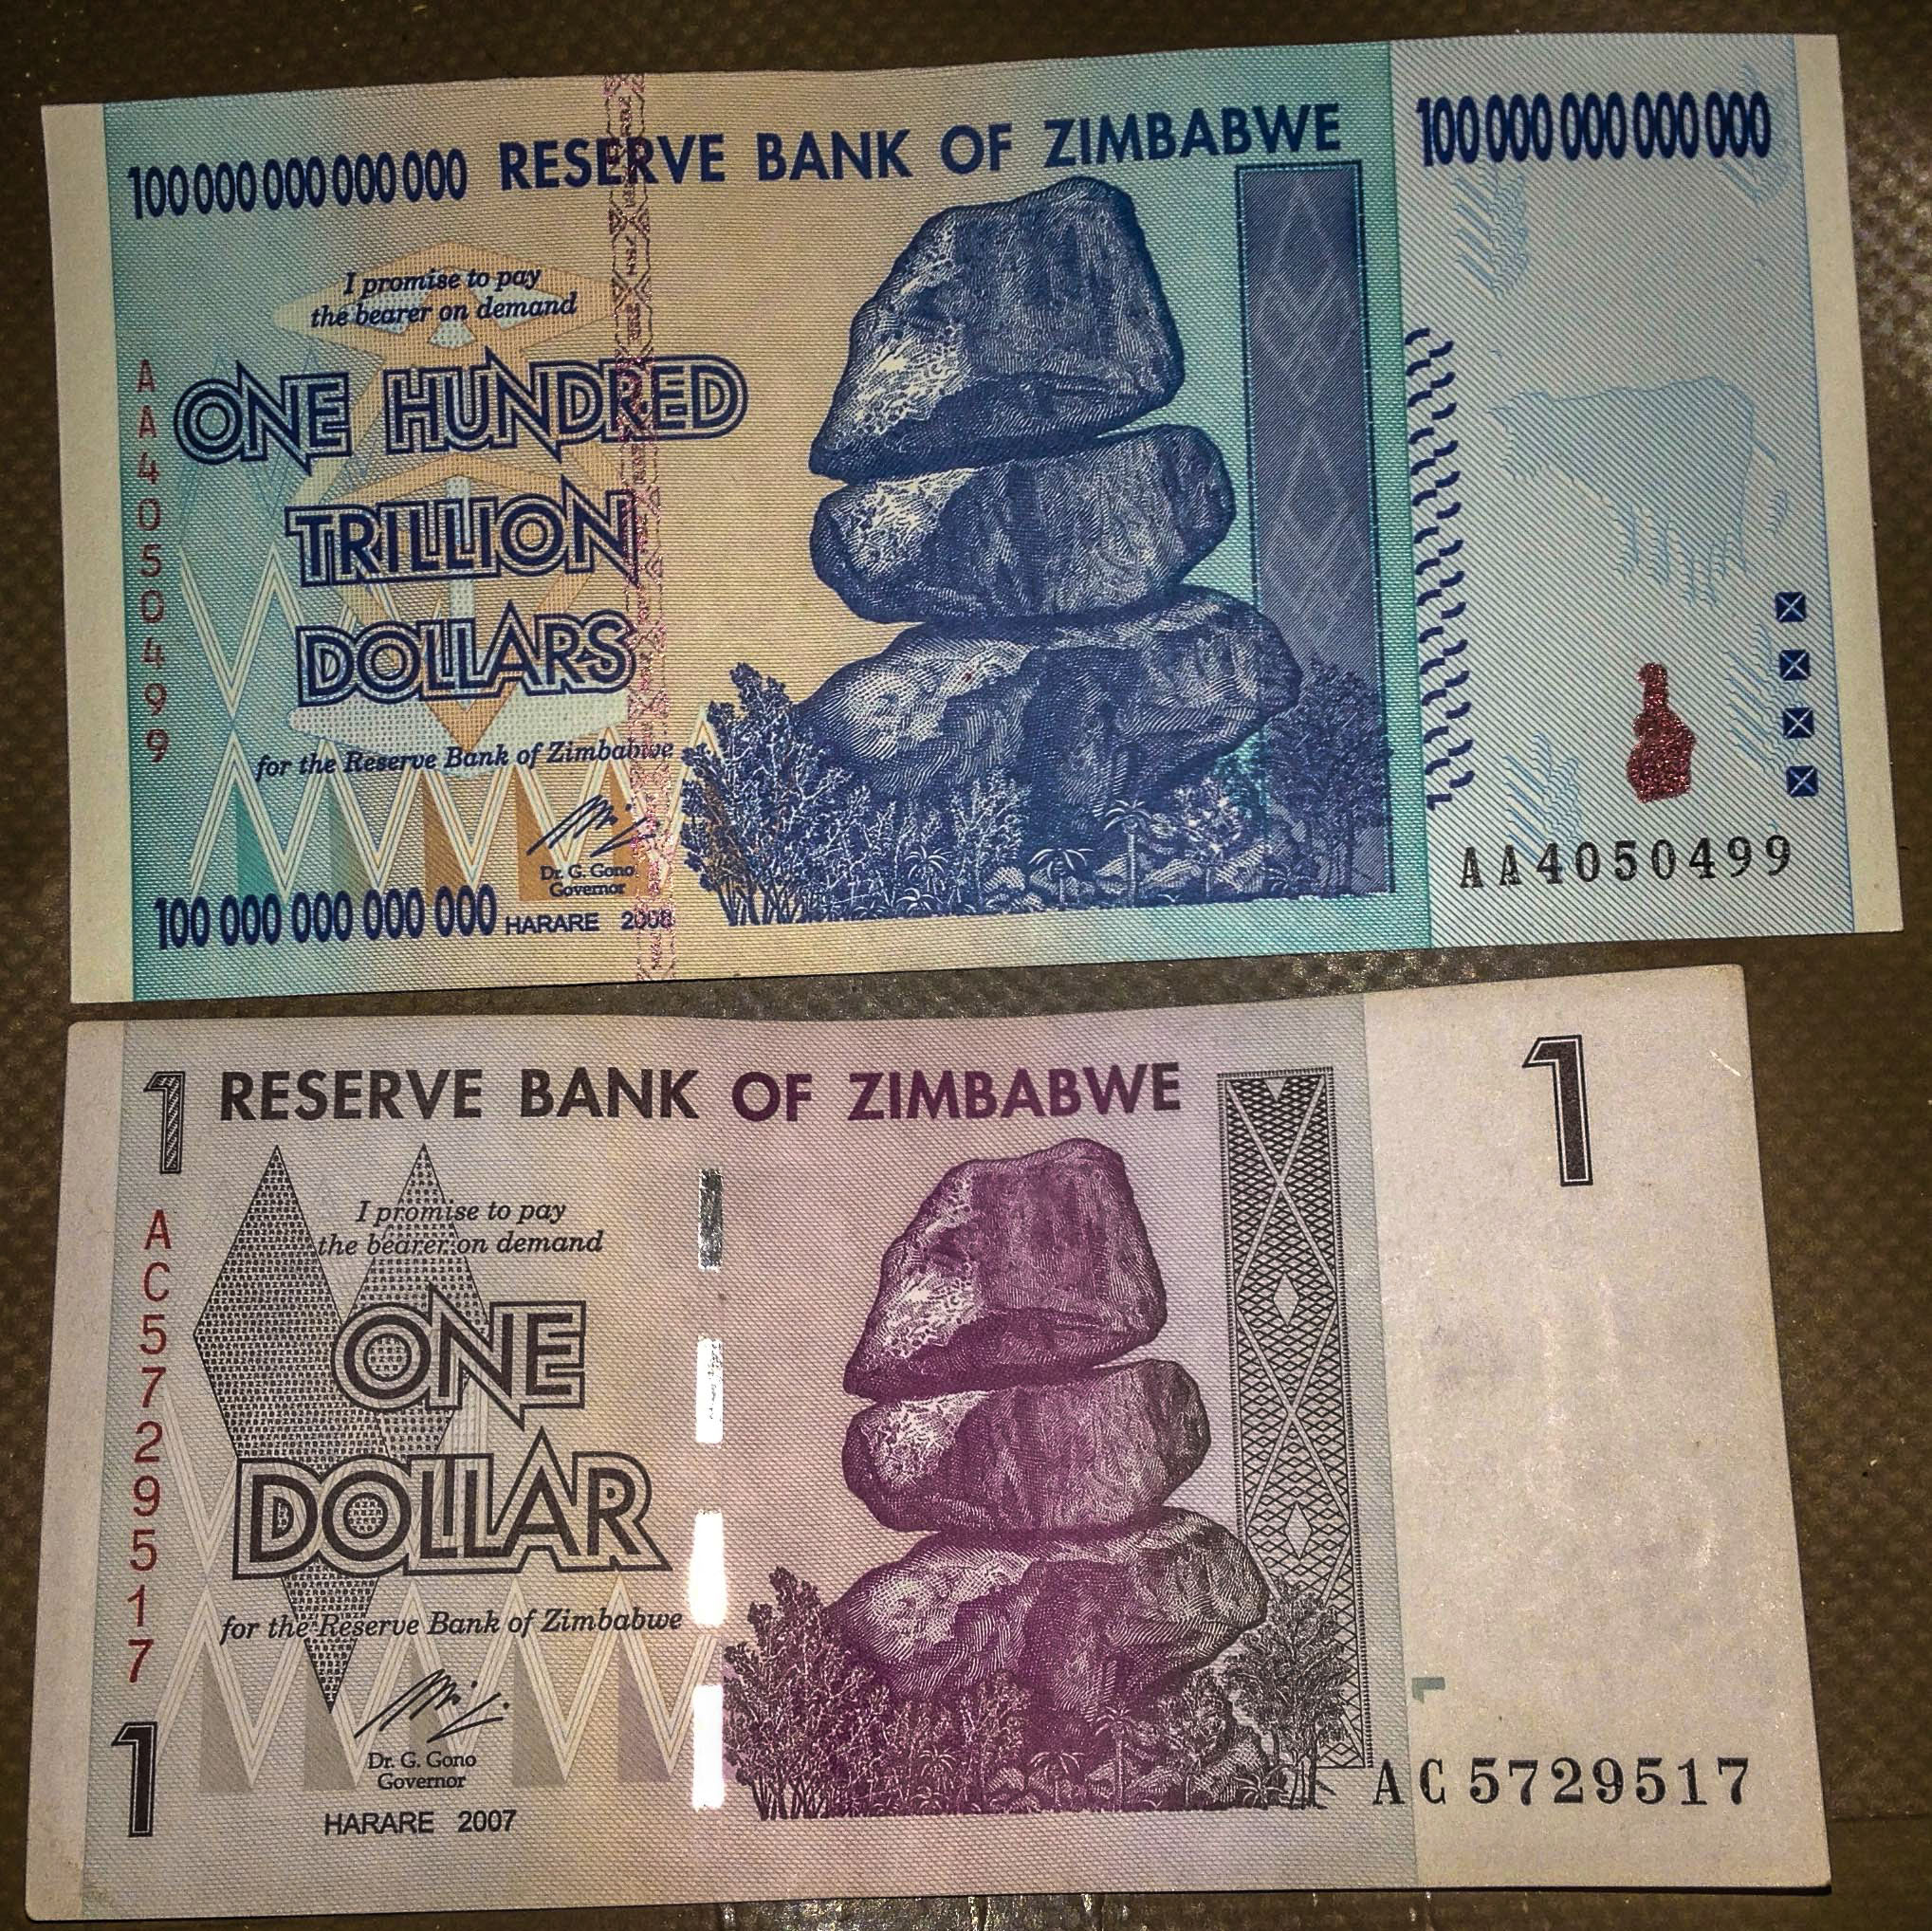 100 000 000 000 000 RESERVE BANK OF ZIMBABWE 100 000 000 000 000
I promise to pay
the bearer on demand
ONE HUNDRED
TRILLION
DOLLARS
AA4050499
for the Reserve Bank of Zimbabwe
Dr. G. Gono
Governor
AA4050499
100 000 000 000 000 HARARE 2008
1 RESERVE BANK OF ZIMBABWE 1
I promise to pay
the bearer on demand
ONE
DOLLAR
AC5729517
for the Reserve Bank of Zimbabwe
Dr. G. Gono
Governor
1
AC5729517
1 HARARE 2007